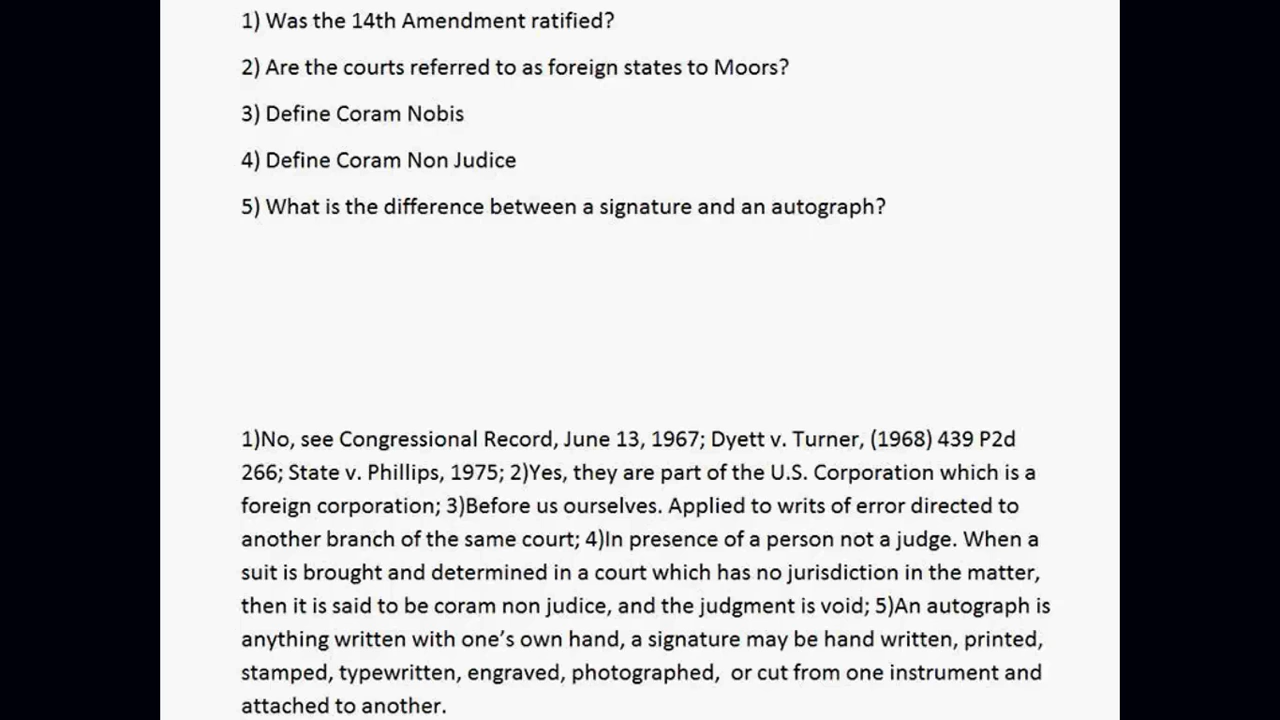 1) Was the 14th Amendment ratified?
2) Are the courts referred to as foreign states to Moors?
3) Define Coram Nobis
4) Define Coram Non Judice
5) What is the difference between a signature and an autograph?
1)No, see Congressional Record, June 13, 1967; Dyett v. Turner, (1968) 439 P2d
266; State v. Phillips, 1975; 2)Yes, they are part of the U.S. Corporation which is a
foreign corporation; 3)Before us ourselves. Applied to writs of error directed to
another branch of the same court; 4)In presence of a person not a judge. When a
suit is brought and determined in a court which has no jurisdiction in the matter,
then it is said to be coram non judice, and the judgment is void; 5)An autograph is
anything written with one’s own hand, a signature may be hand written, printed,
stamped, typewritten, engraved, photographed,  or cut from one instrument and
attached to another.